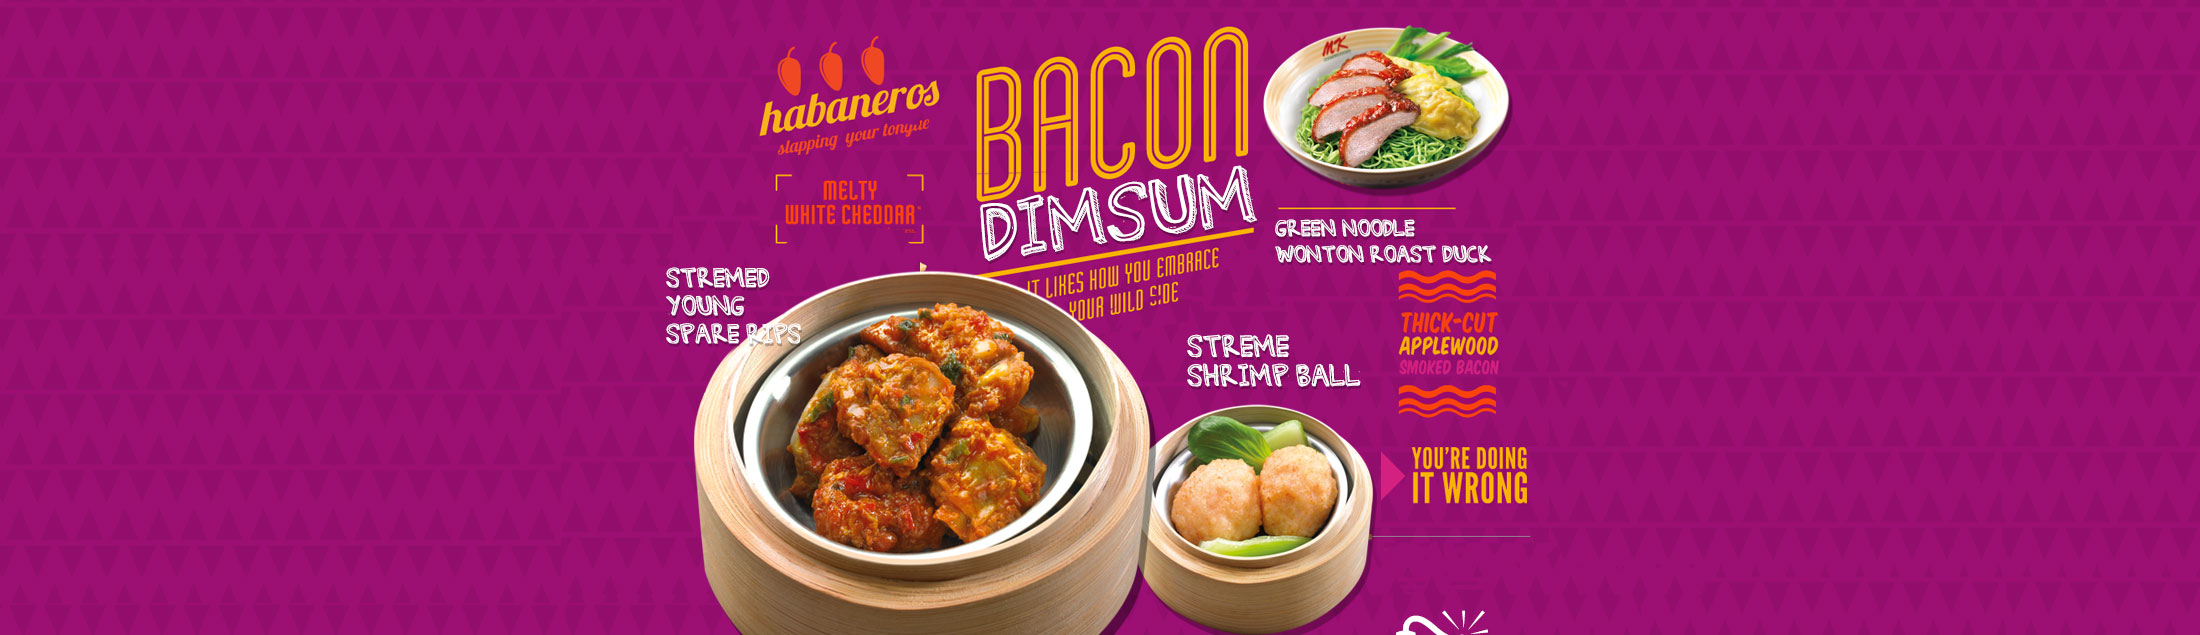 habaneros
slapping your tongue
MELTY
WHITE CHEDDAR
BACON
DIMSUM
IT LIKES HOW YOU EMBRACE
YOUR WILD SIDE
MK
GREEN NOODLE
WONTON ROAST DUCK
STREMED
YOUNG
SPARE RIPS
STREME
SHRIMP BALL
THICK-CUT
APPLEWOOD
SMOKED BACON
YOU'RE DOING
IT WRONG